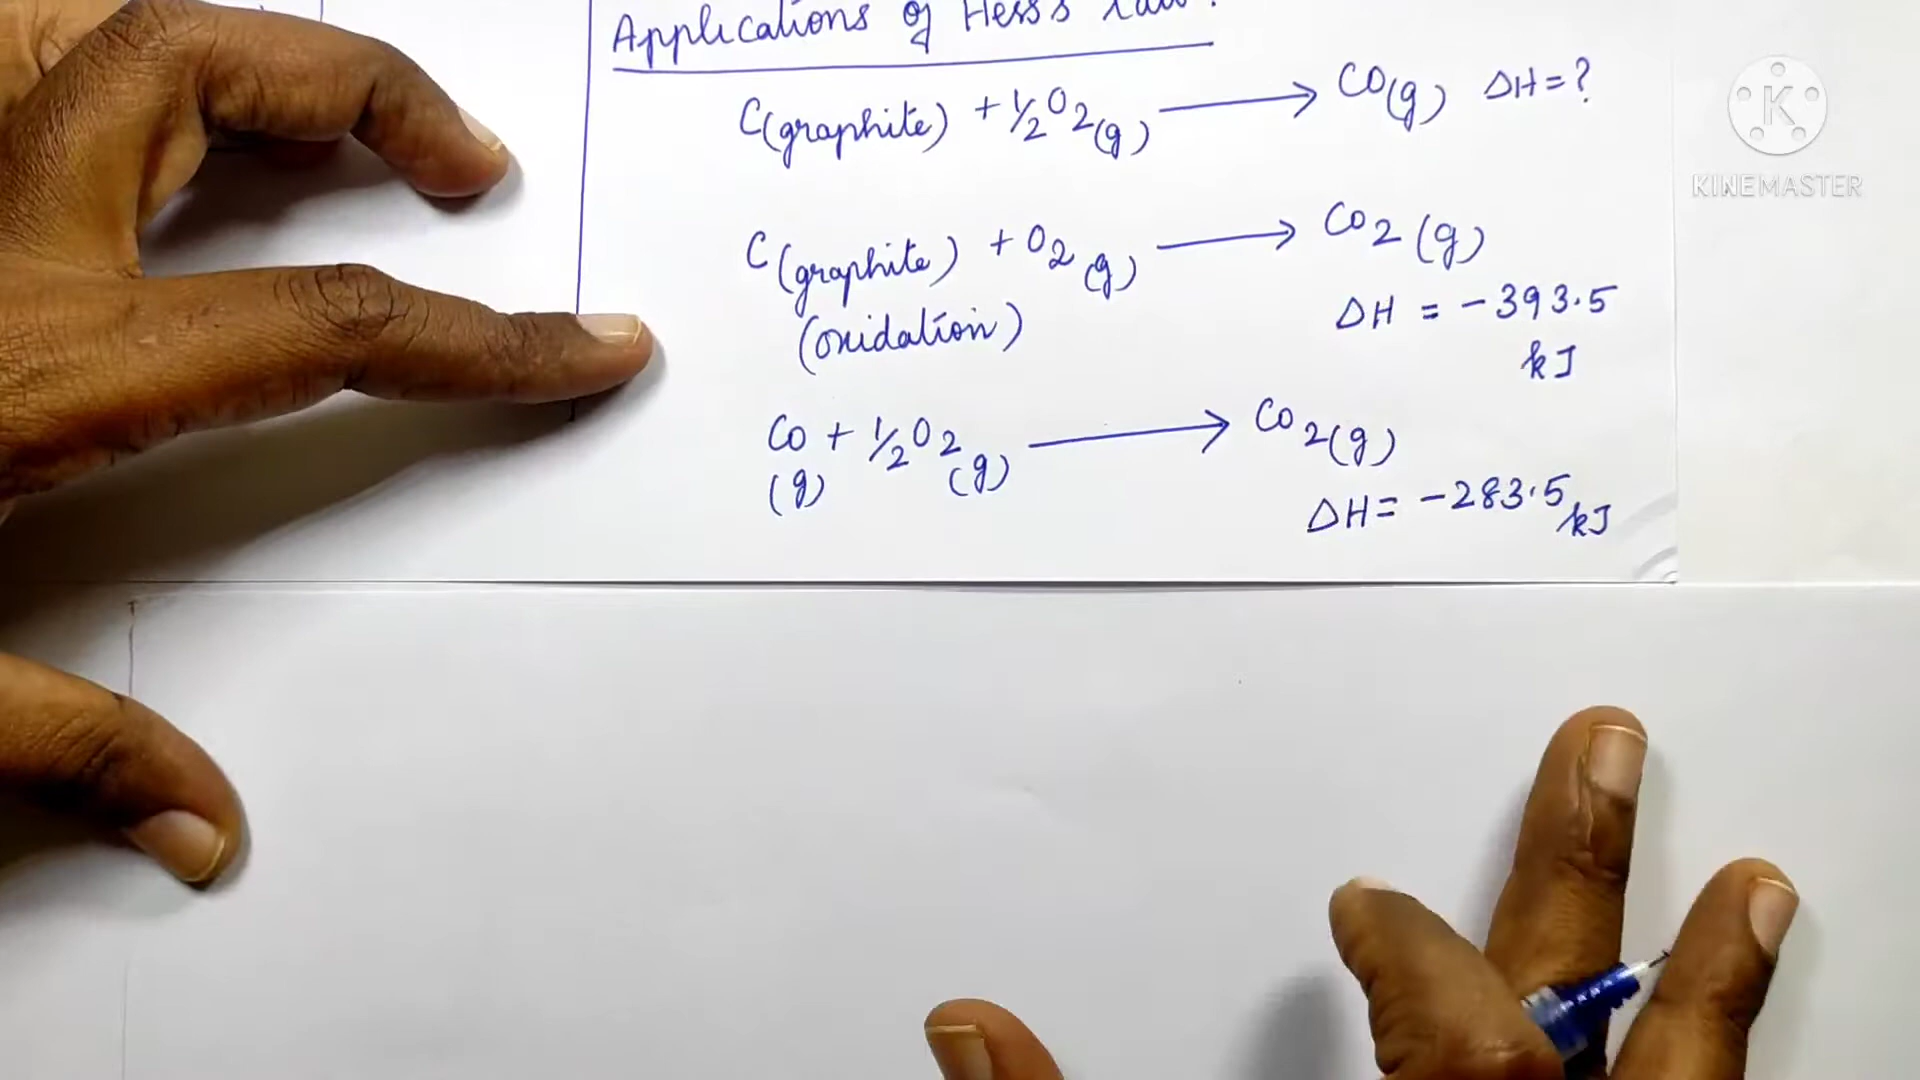 Applications of Hess's law:
C(graphite) + ½O2(g) ⟶ CO(g) ΔH = ?
C(graphite) + O2(g) ⟶ Co2(g)
(oxidation)
ΔH = -393.5
kJ
Co(g) + ½O2(g) ⟶ Co2(g)
ΔH = -283.5 kJ
K
KINEMASTER